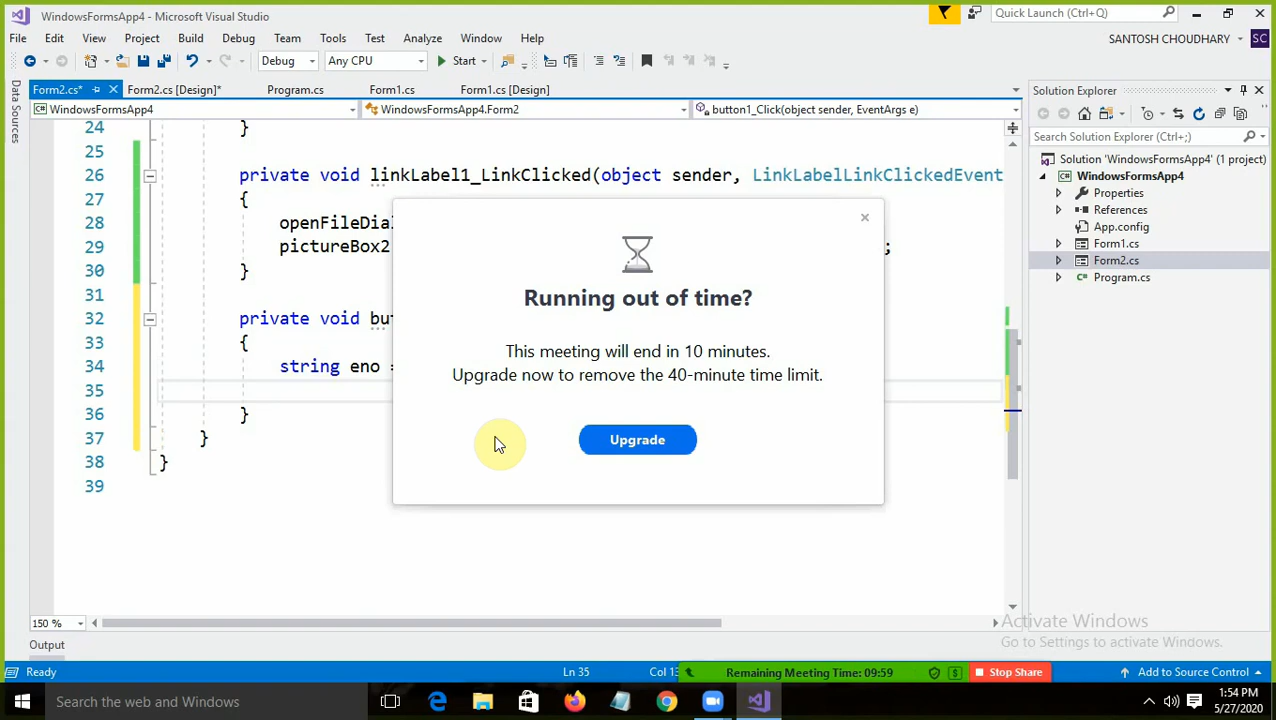 WindowsFormsApp4 - Microsoft Visual Studio
Quick Launch (Ctrl+Q)
File Edit View Project Build Debug Team Tools Test Analyze Window Help
SANTOSH CHOUDHARY
SC
Debug Any CPU Start
Data Sources
Form2.cs* Form2.cs [Design]* Program.cs Form1.cs Form1.cs [Design]
WindowsFormsApp4 WindowsFormsApp4.Form2 button1_Click(object sender, EventArgs e)
24 }
25
26 private void linkLabel1_LinkClicked(object sender, LinkLabelLinkClickedEvent
27 {
28 openFileDial
29 pictureBox2 ;
30 }
31
32 private void but
33 {
34 string eno =
35
36 }
37 }
38 }
39
Running out of time?
This meeting will end in 10 minutes.
Upgrade now to remove the 40-minute time limit.
Upgrade
Solution Explorer
Search Solution Explorer (Ctrl+;)
Solution 'WindowsFormsApp4' (1 project)
WindowsFormsApp4
Properties
References
App.config
Form1.cs
Form2.cs
Program.cs
150 %
Activate Windows
Go to Settings to activate Windows.
Output
Ready Ln 35 Col 13 Remaining Meeting Time: 09:59 Stop Share Add to Source Control
Search the web and Windows
1:54 PM
5/27/2020